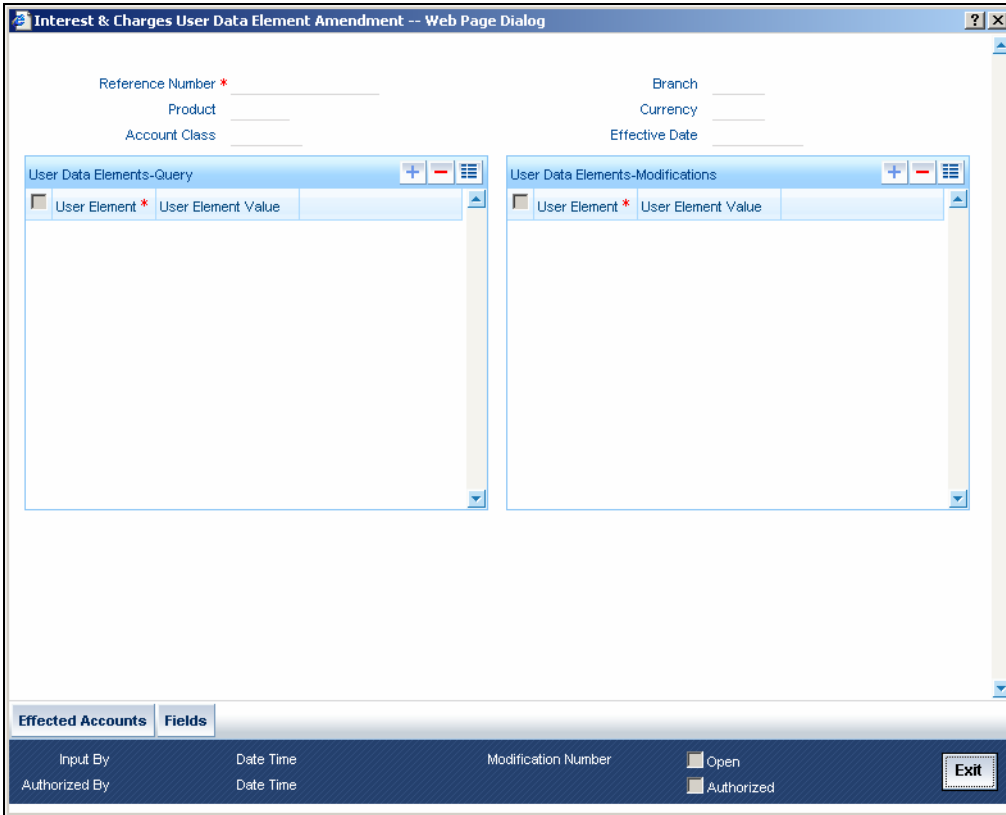 Interest & Charges User Data Element Amendment -- Web Page Dialog
Reference Number *
Branch
Product
Currency
Account Class
Effective Date
User Data Elements-Query
User Element * User Element Value
User Data Elements-Modifications
User Element * User Element Value
Effected Accounts Fields
Input By Date Time Modification Number Open
Authorized By Date Time Authorized
Exit